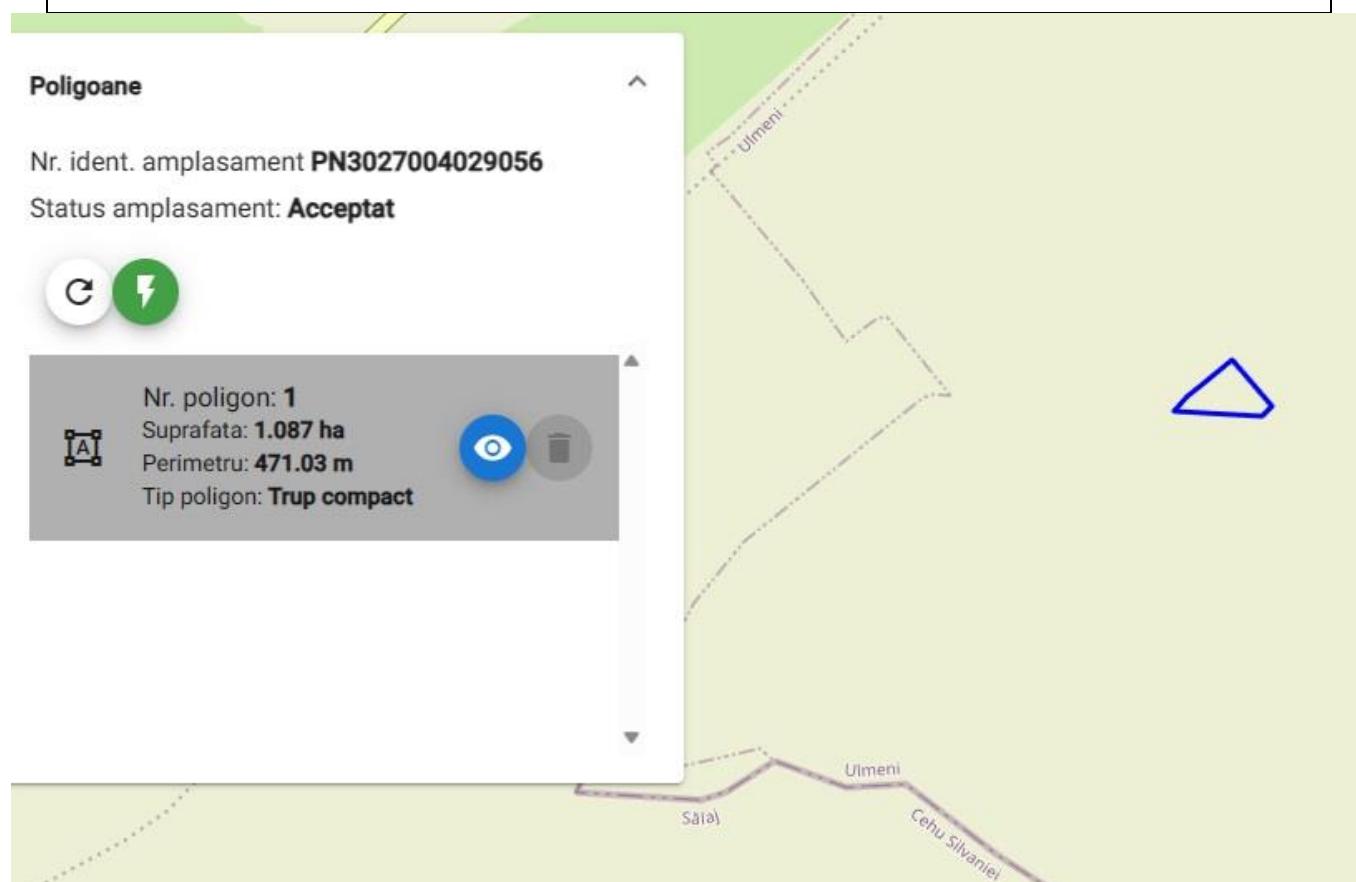 Poligoane
Nr. ident. amplasament PN3027004029056
Status amplasament: Acceptat
Nr. poligon: 1
Suprafata: 1.087 ha
Perimetru: 471.03 m
Tip poligon: Trup compact
A
Ulmeni
Ulmeni
Sălaj
Cehu Silvaniei